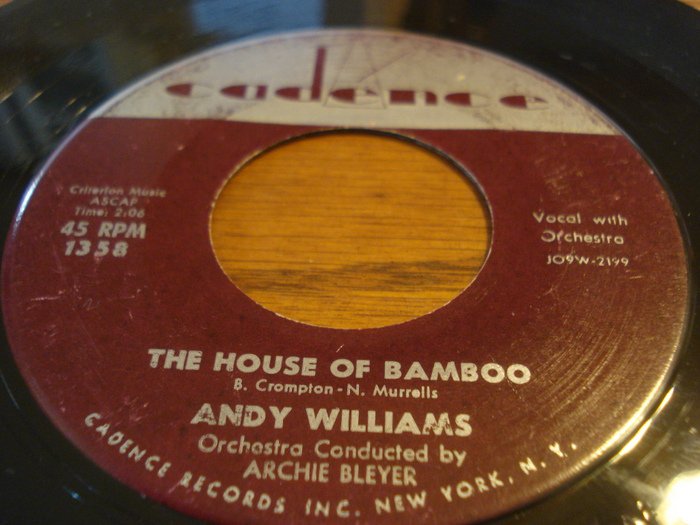 cadence
Criterion Music
ASCAP
Time: 2:06
45 RPM
1358
Vocal with
Orchestra
JO9W-2199
THE HOUSE OF BAMBOO
B. Crompton-N. Murrells
ANDY WILLIAMS
Orchestra Conducted by
ARCHIE BLEYER
CADENCE RECORDS INC. NEW YORK, N. Y.